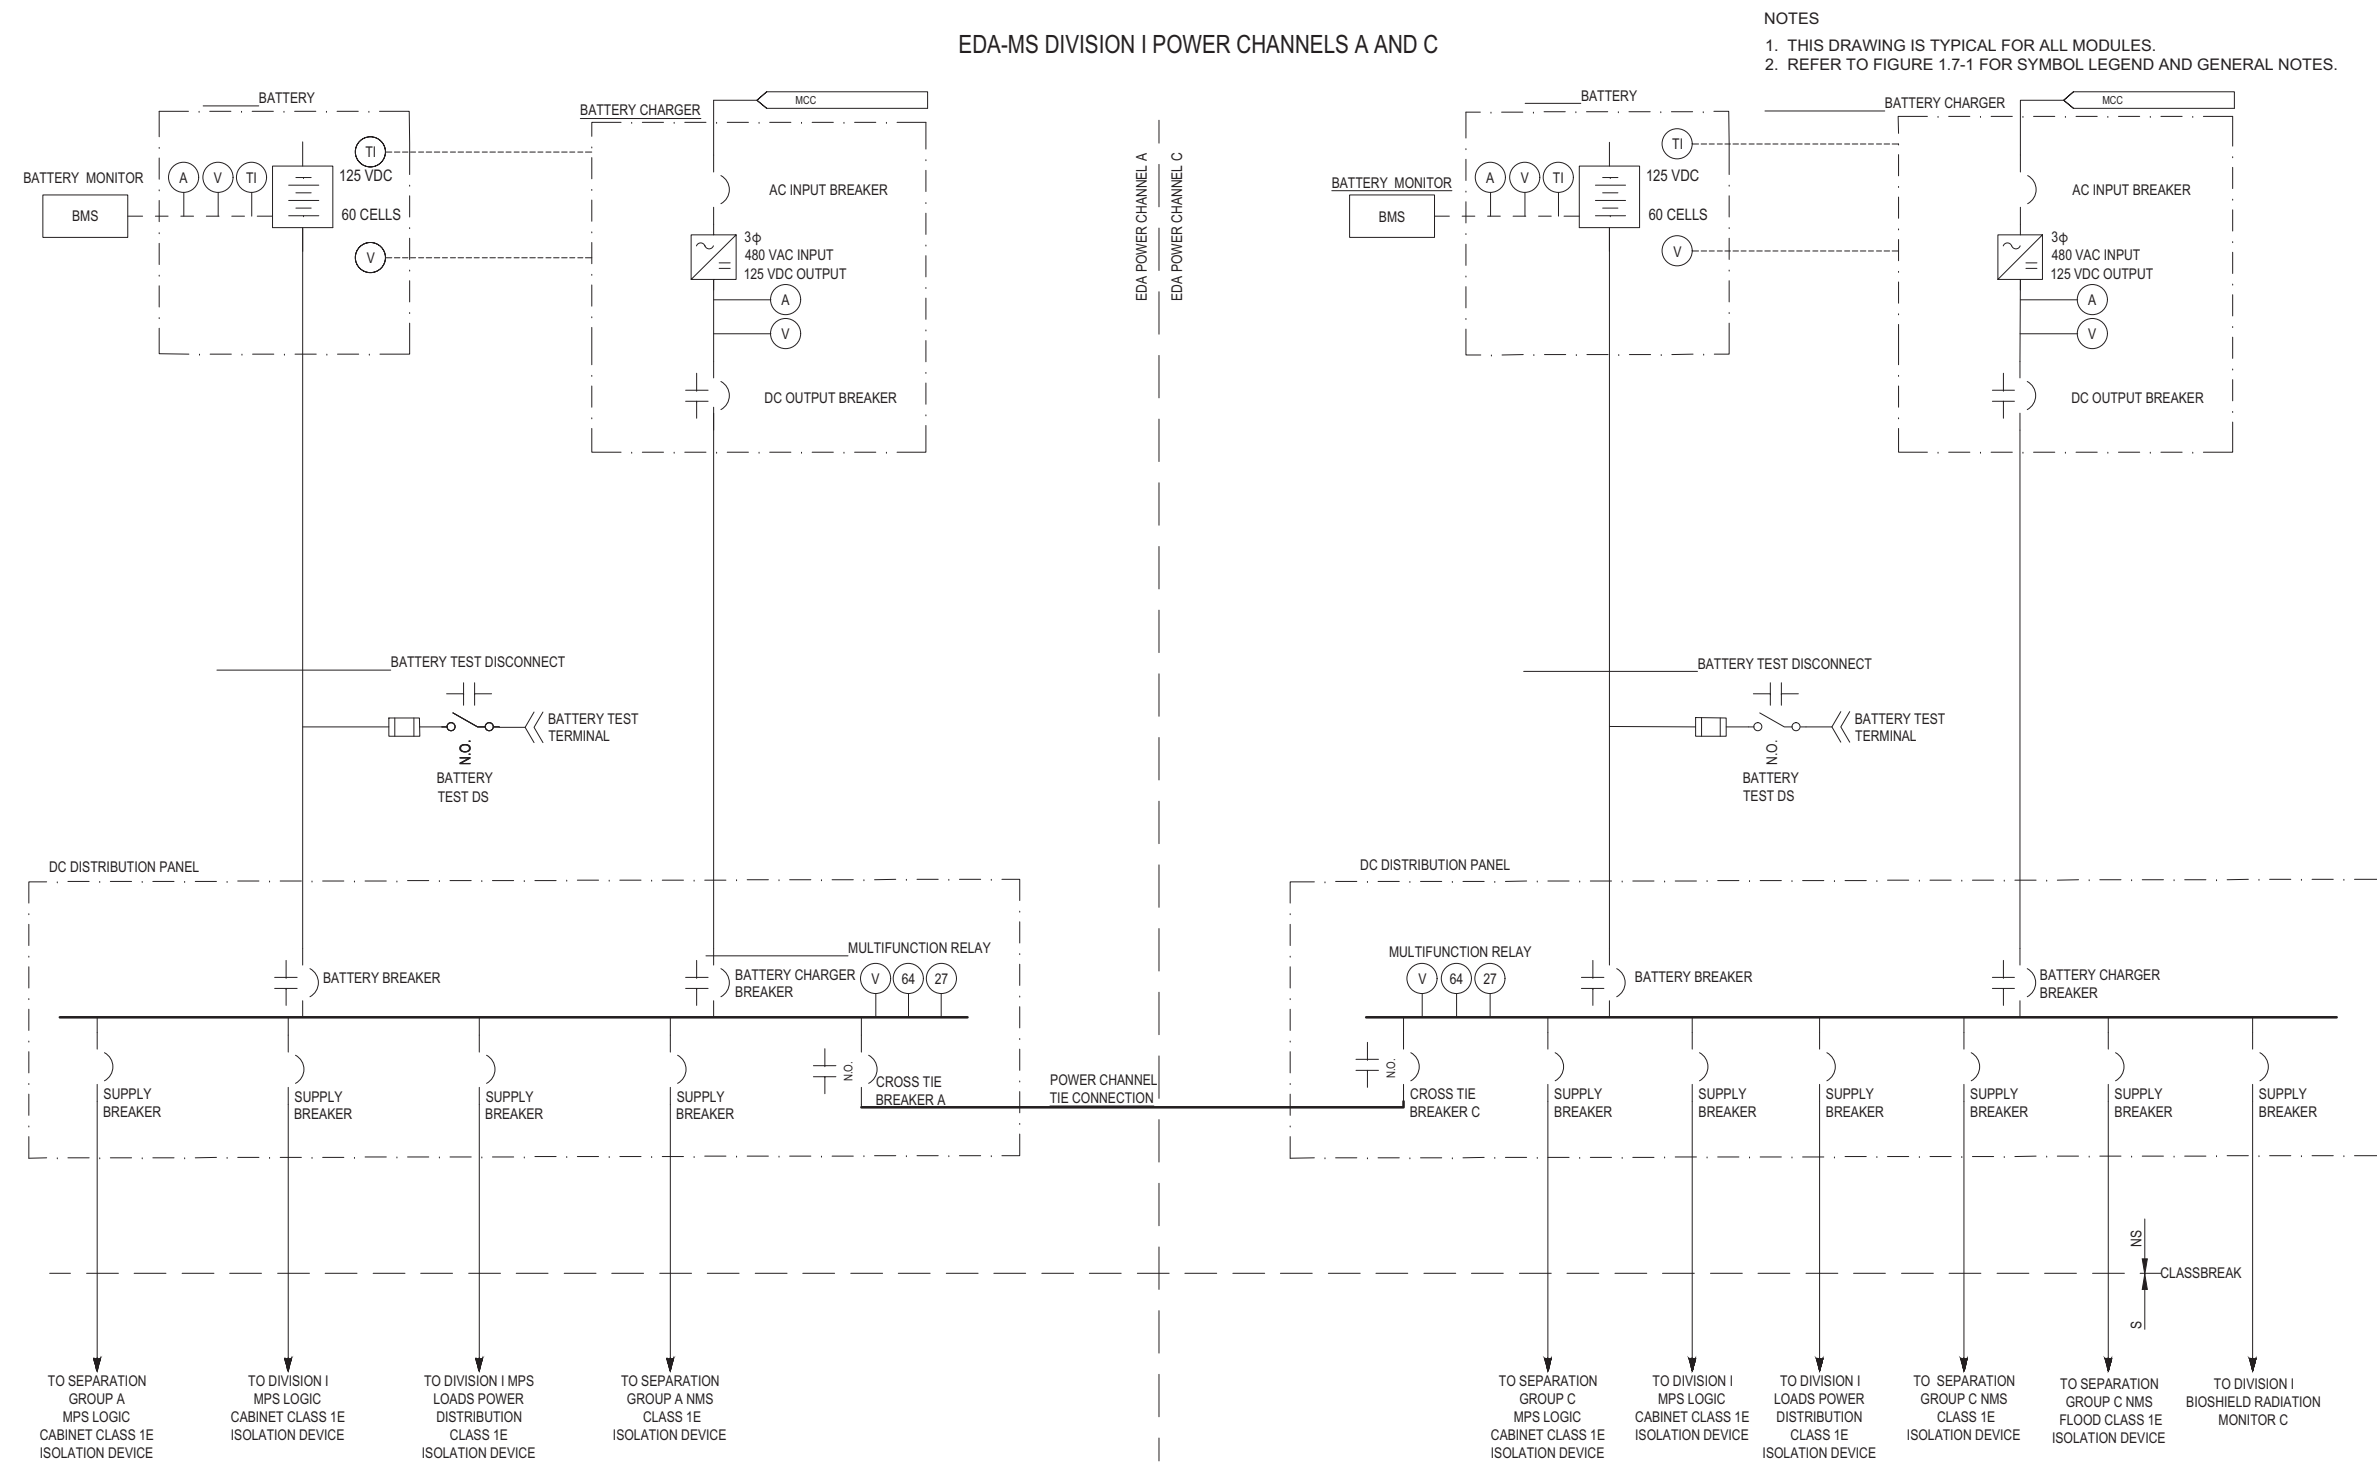 EDA-MS DIVISION I POWER CHANNELS A AND C
NOTES
1. THIS DRAWING IS TYPICAL FOR ALL MODULES.
2. REFER TO FIGURE 1.7-1 FOR SYMBOL LEGEND AND GENERAL NOTES.
BATTERY
BATTERY CHARGER
MCC
BATTERY MONITOR
BMS
A
V
TI
TI
125 VDC
60 CELLS
V
AC INPUT BREAKER
3ϕ
480 VAC INPUT
125 VDC OUTPUT
A
V
DC OUTPUT BREAKER
EDA POWER CHANNEL A
EDA POWER CHANNEL C
BATTERY
BATTERY CHARGER
MCC
BATTERY MONITOR
BMS
A
V
TI
TI
125 VDC
60 CELLS
V
AC INPUT BREAKER
3ϕ
480 VAC INPUT
125 VDC OUTPUT
A
V
DC OUTPUT BREAKER
BATTERY TEST DISCONNECT
BATTERY TEST
TERMINAL
N.O.
BATTERY
TEST DS
BATTERY TEST DISCONNECT
BATTERY TEST
TERMINAL
N.O.
BATTERY
TEST DS
DC DISTRIBUTION PANEL
BATTERY BREAKER
BATTERY CHARGER
BREAKER
MULTIFUNCTION RELAY
V
64
27
SUPPLY
BREAKER
SUPPLY
BREAKER
SUPPLY
BREAKER
SUPPLY
BREAKER
N.O.
CROSS TIE
BREAKER A
POWER CHANNEL
TIE CONNECTION
DC DISTRIBUTION PANEL
MULTIFUNCTION RELAY
V
64
27
BATTERY BREAKER
BATTERY CHARGER
BREAKER
N.O.
CROSS TIE
BREAKER C
SUPPLY
BREAKER
SUPPLY
BREAKER
SUPPLY
BREAKER
SUPPLY
BREAKER
SUPPLY
BREAKER
SUPPLY
BREAKER
NS
CLASSBREAK
S
TO SEPARATION
GROUP A
MPS LOGIC
CABINET CLASS 1E
ISOLATION DEVICE
TO DIVISION I
MPS LOGIC
CABINET CLASS 1E
ISOLATION DEVICE
TO DIVISION I MPS
LOADS POWER
DISTRIBUTION
CLASS 1E
ISOLATION DEVICE
TO SEPARATION
GROUP A NMS
CLASS 1E
ISOLATION DEVICE
TO SEPARATION
GROUP C
MPS LOGIC
CABINET CLASS 1E
ISOLATION DEVICE
TO DIVISION I
MPS LOGIC
CABINET CLASS 1E
ISOLATION DEVICE
TO DIVISION I
LOADS POWER
DISTRIBUTION
CLASS 1E
ISOLATION DEVICE
TO SEPARATION
GROUP C NMS
CLASS 1E
ISOLATION DEVICE
TO SEPARATION
GROUP C NMS
FLOOD CLASS 1E
ISOLATION DEVICE
TO DIVISION I
BIOSHIELD RADIATION
MONITOR C